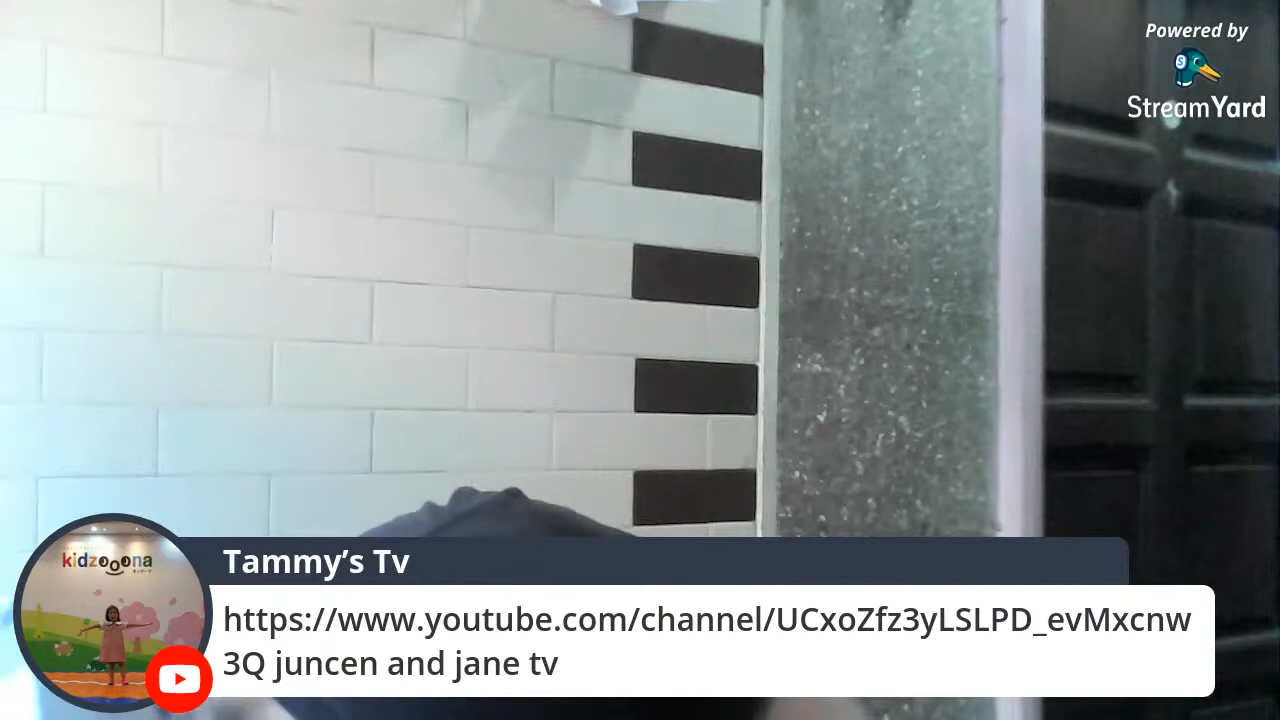 Powered by
StreamYard
kidzooona
Tammy’s Tv
https://www.youtube.com/channel/UCxoZfz3yLSLPD_evMxcnw
3Q juncen and jane tv